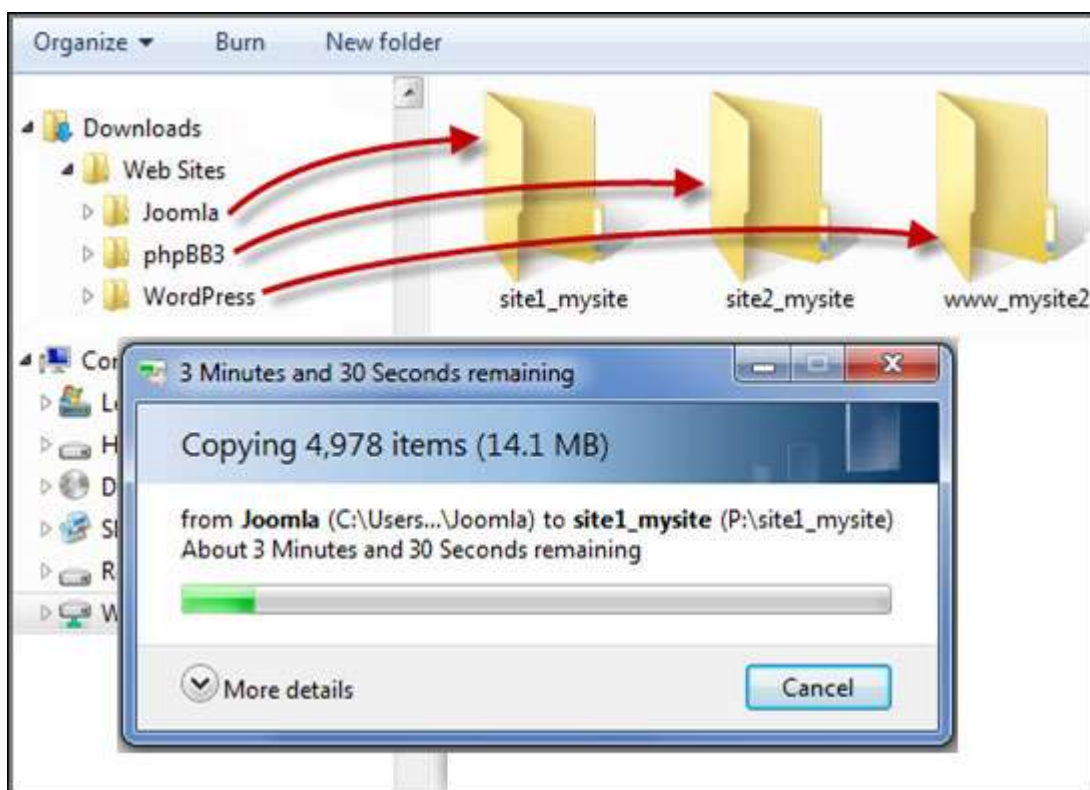 Organize Burn New folder
Downloads
Web Sites
Joomla
phpBB3
WordPress
site1_mysite site2_mysite www_mysite2
3 Minutes and 30 Seconds remaining
Copying 4,978 items (14.1 MB)
from Joomla (C:\Users...\Joomla) to site1_mysite (P:\site1_mysite)
About 3 Minutes and 30 Seconds remaining
More details Cancel